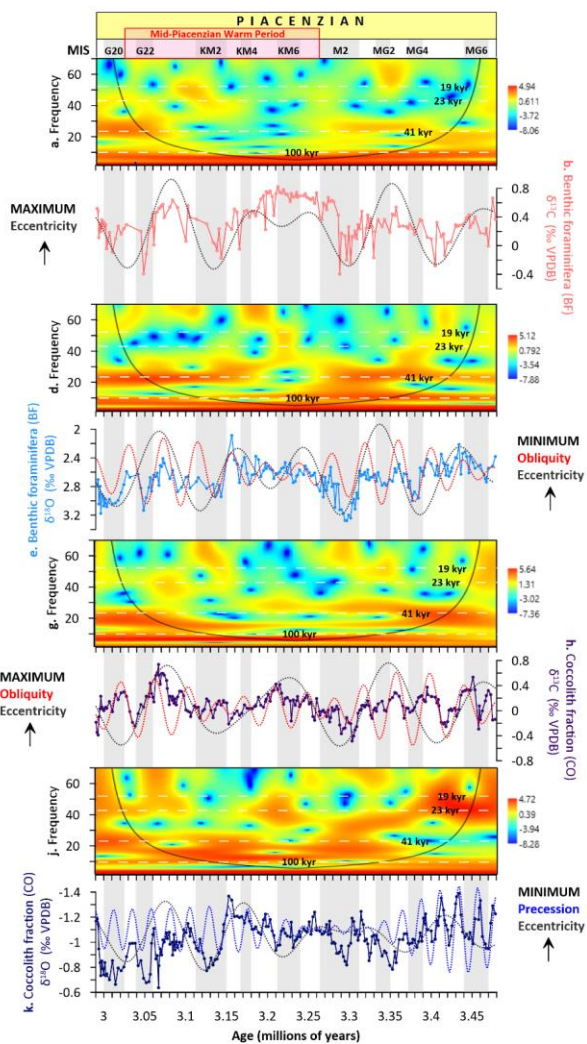 PIACENZIAN
Mid-Piacenzian Warm Period
MIS G20 G22 KM2 KM4 KM6 M2 MG2 MG4 MG6
a. Frequency
60
40
20
19 kyr
23 kyr
41 kyr
100 kyr
4.94
0.611
-3.72
-8.06
MAXIMUM
Eccentricity
0.8
0.4
0
-0.4
b. Benthic foraminifera (BF)
δ¹³C (‰ VPDB)
d. Frequency
60
40
20
19 kyr
23 kyr
41 kyr
100 kyr
5.12
0.792
-3.54
-7.88
e. Benthic foraminifera (BF)
δ¹⁸O (‰ VPDB)
2
2.4
2.8
3.2
MINIMUM
Obliquity
Eccentricity
g. Frequency
60
40
20
19 kyr
23 kyr
41 kyr
100 kyr
5.64
1.31
-3.02
-7.36
MAXIMUM
Obliquity
Eccentricity
0.8
0.4
0
-0.4
-0.8
h. Coccolith fraction (CO)
δ¹³C (‰ VPDB)
j. Frequency
60
40
20
19 kyr
23 kyr
41 kyr
100 kyr
4.72
0.39
-3.94
-8.28
k. Coccolith fraction (CO)
δ¹⁸O (‰ VPDB)
-1.4
-1.2
-1
-0.8
-0.6
MINIMUM
Precession
Eccentricity
3 3.05 3.1 3.15 3.2 3.25 3.3 3.35 3.4 3.45
Age (millions of years)